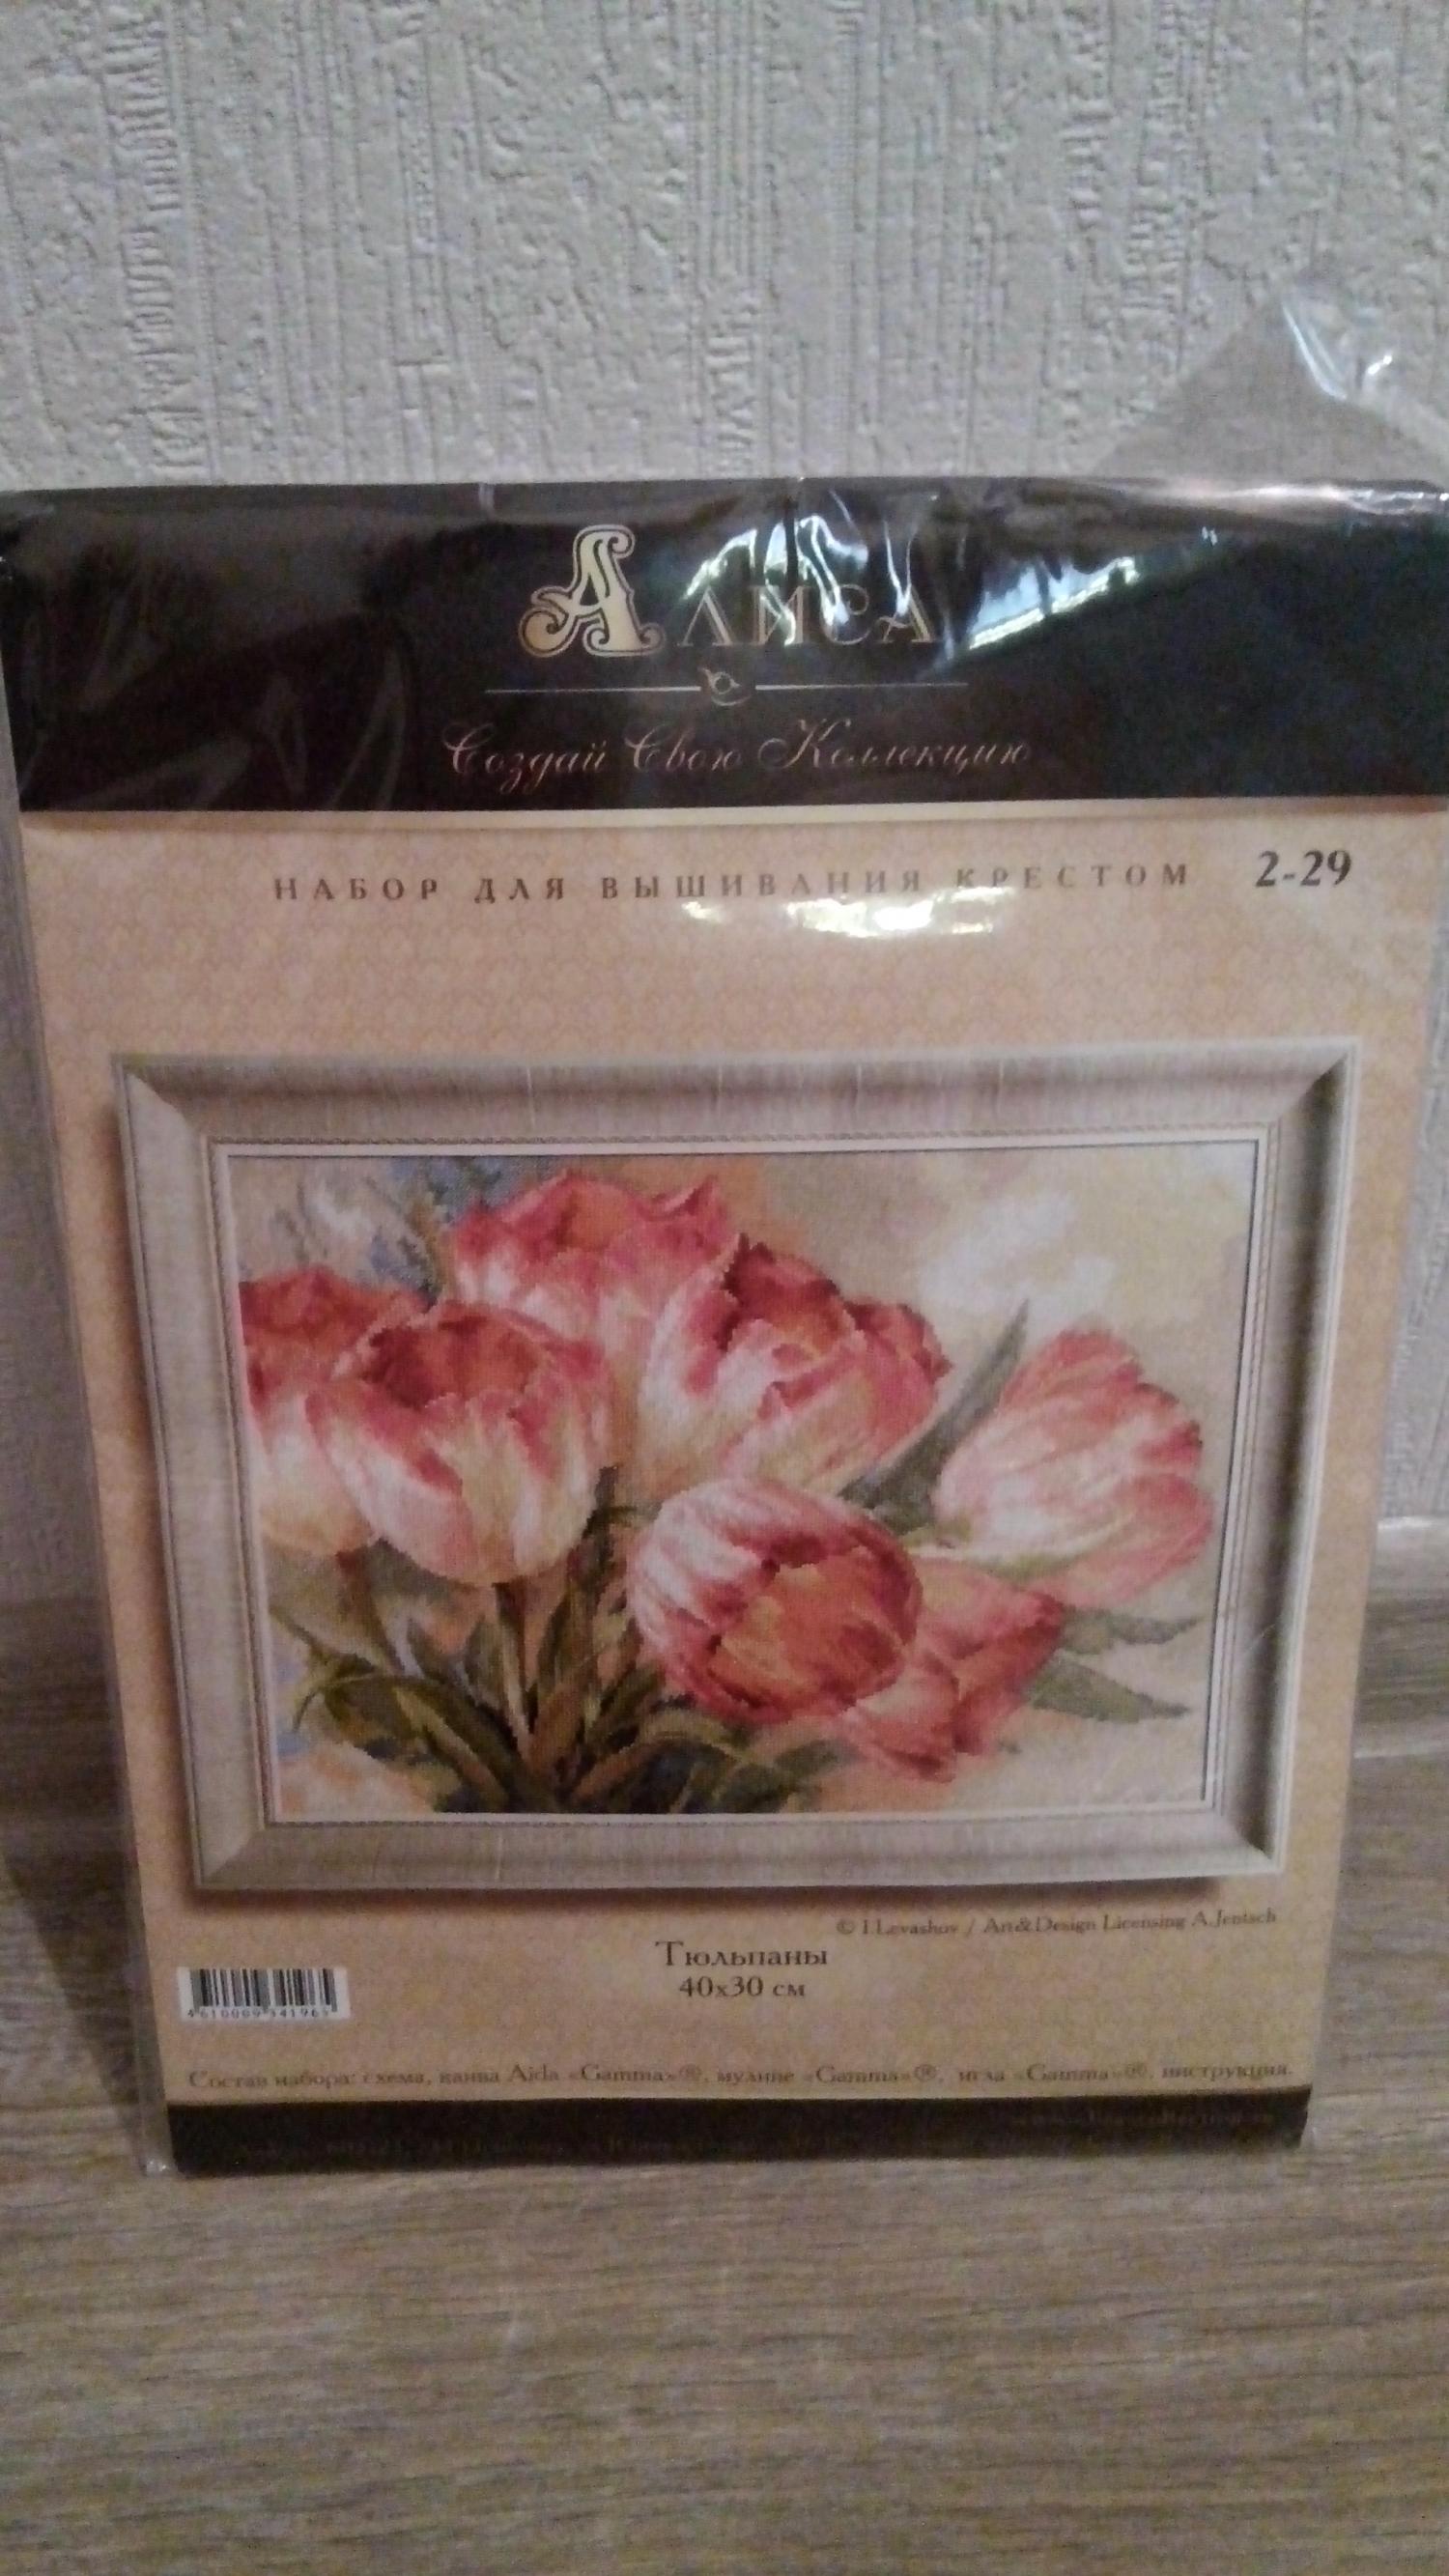 Алиса
Создай Свою Коллекцию
НАБОР ДЛЯ ВЫШИВАНИЯ КРЕСТОМ 2-29
© I.Levashov / Art&Design Licensing A.Jentsch
Тюльпаны
40х30 см
Состав набора: схема, канва Aida «Gamma»®, мулине «Gamma»®, игла «Gamma»®, инструкция.